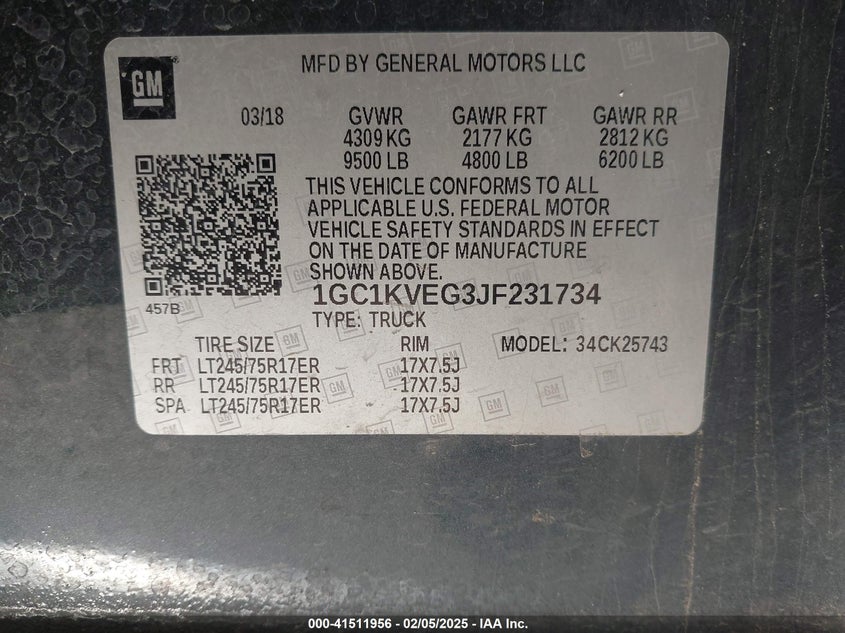 GM
MFD BY GENERAL MOTORS LLC
03/18 GVWR GAWR FRT GAWR RR
4309 KG 2177 KG 2812 KG
9500 LB 4800 LB 6200 LB
THIS VEHICLE CONFORMS TO ALL
APPLICABLE U.S. FEDERAL MOTOR
VEHICLE SAFETY STANDARDS IN EFFECT
ON THE DATE OF MANUFACTURE
SHOWN ABOVE.
457B
1GC1KVEG3JF231734
TYPE: TRUCK
TIRE SIZE RIM MODEL: 34CK25743
FRT LT245/75R17ER 17X7.5J
RR LT245/75R17ER 17X7.5J
SPA LT245/75R17ER 17X7.5J
000-41511956 - 02/05/2025 - IAA Inc.